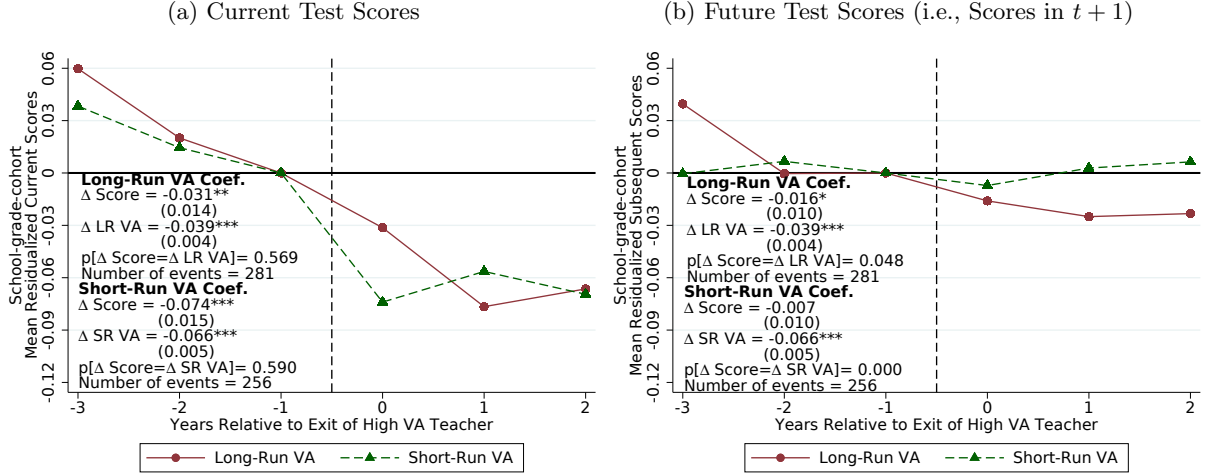 (a) Current Test Scores
School-grade-cohort
Mean Residualized Current Scores
0.06
0.03
0
-0.03
-0.06
-0.09
-0.12
Long-Run VA Coef.
Δ Score = -0.031**
(0.014)
Δ LR VA = -0.039***
(0.004)
p[Δ Score=Δ LR VA]= 0.569
Number of events = 281
Short-Run VA Coef.
Δ Score = -0.074***
(0.015)
Δ SR VA = -0.066***
(0.005)
p[Δ Score=Δ SR VA]= 0.590
Number of events = 256
-3 -2 -1 0 1 2
Years Relative to Exit of High VA Teacher
Long-Run VA Short-Run VA
(b) Future Test Scores (i.e., Scores in t + 1)
School-grade-cohort
Mean Residualized Subsequent Scores
0.06
0.03
0
-0.03
-0.06
-0.09
-0.12
Long-Run VA Coef.
Δ Score = -0.016*
(0.010)
Δ LR VA = -0.039***
(0.004)
p[Δ Score=Δ LR VA]= 0.048
Number of events = 281
Short-Run VA Coef.
Δ Score = -0.007
(0.010)
Δ SR VA = -0.066***
(0.005)
p[Δ Score=Δ SR VA]= 0.000
Number of events = 256
-3 -2 -1 0 1 2
Years Relative to Exit of High VA Teacher
Long-Run VA Short-Run VA